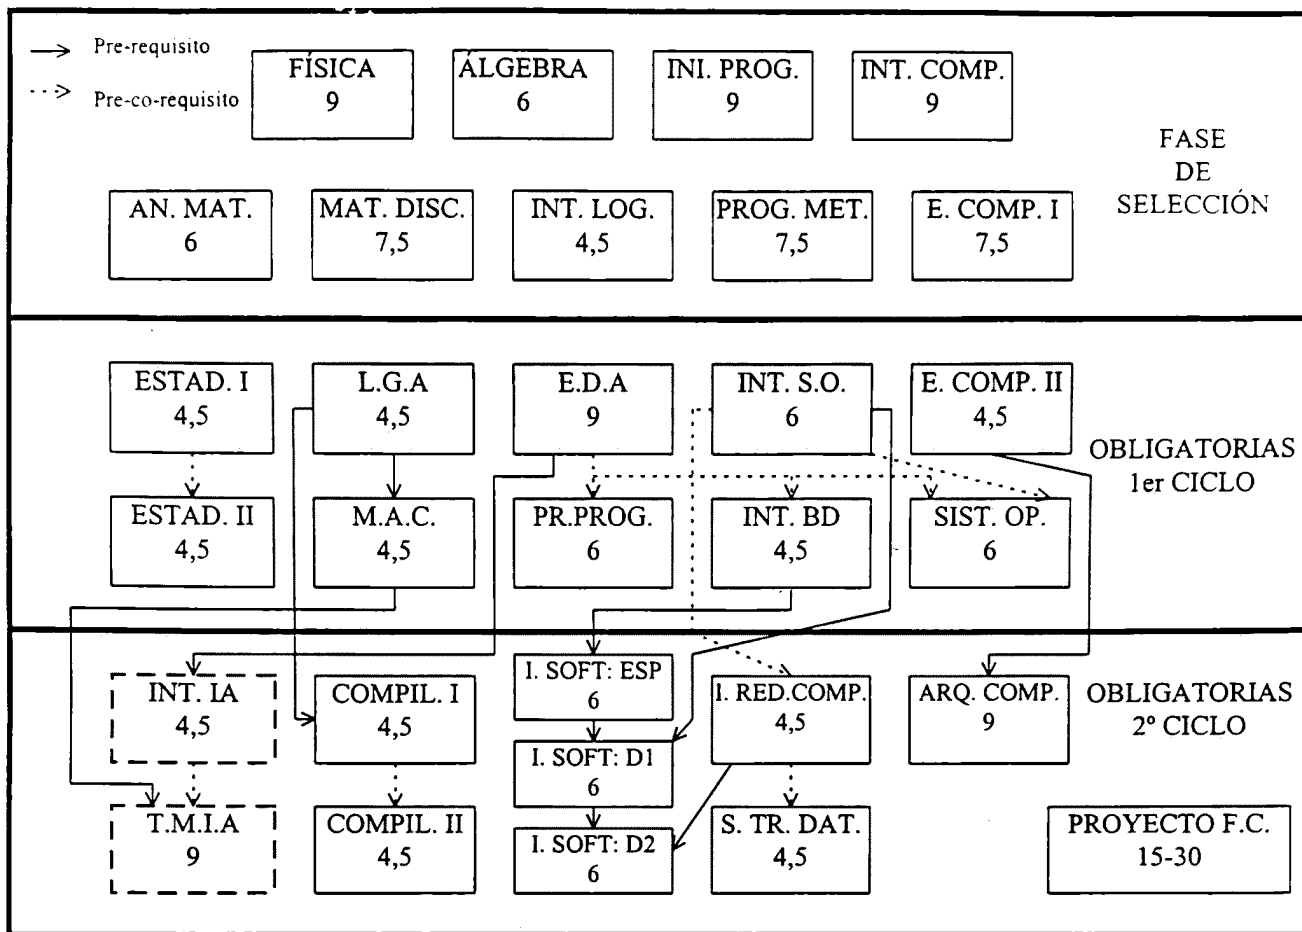 Pre-requisito
Pre-co-requisito
FÍSICA
9
ÁLGEBRA
6
INI. PROG.
9
INT. COMP.
9
FASE
DE
SELECCIÓN
AN. MAT.
6
MAT. DISC.
7,5
INT. LOG.
4,5
PROG. MET.
7,5
E. COMP. I
7,5
ESTAD. I
4,5
L.G.A
4,5
E.D.A
9
INT. S.O.
6
E. COMP. II
4,5
OBLIGATORIAS
1er CICLO
ESTAD. II
4,5
M.A.C.
4,5
PR.PROG.
6
INT. BD
4,5
SIST. OP.
6
INT. IA
4,5
COMPIL. I
4,5
I. SOFT: ESP
6
I. RED.COMP.
4,5
ARQ. COMP.
9
OBLIGATORIAS
2º CICLO
I. SOFT: D1
6
T.M.I.A
9
COMPIL. II
4,5
I. SOFT: D2
6
S. TR. DAT.
4,5
PROYECTO F.C.
15-30